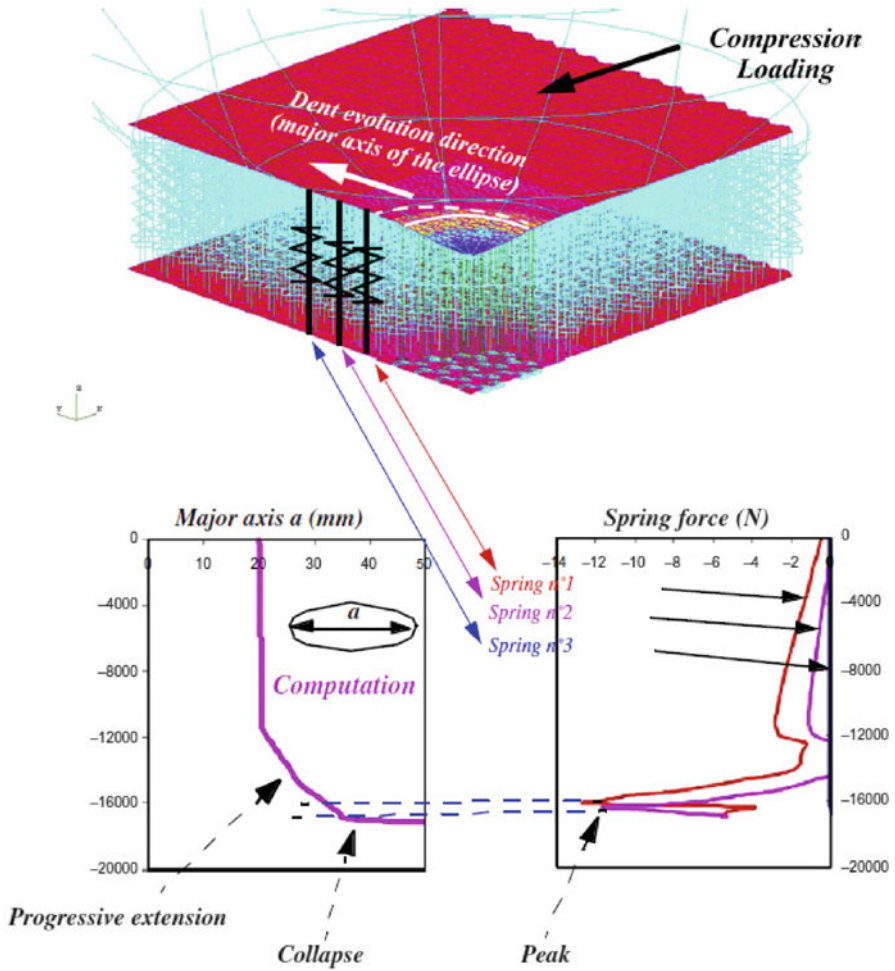 Compression
Loading
Dent evolution direction
(major axis of the ellipse)
z
Y
X
Major axis a (mm)
0
0
10
20
30
40
50
−4000
−8000
−12000
−16000
−20000
a
Computation
Spring n°1
Spring n°2
Spring n°3
Spring force (N)
−14
−12
−10
−8
−6
−4
−2
0
0
−4000
−8000
−12000
−16000
−20000
Progressive extension
Collapse
Peak